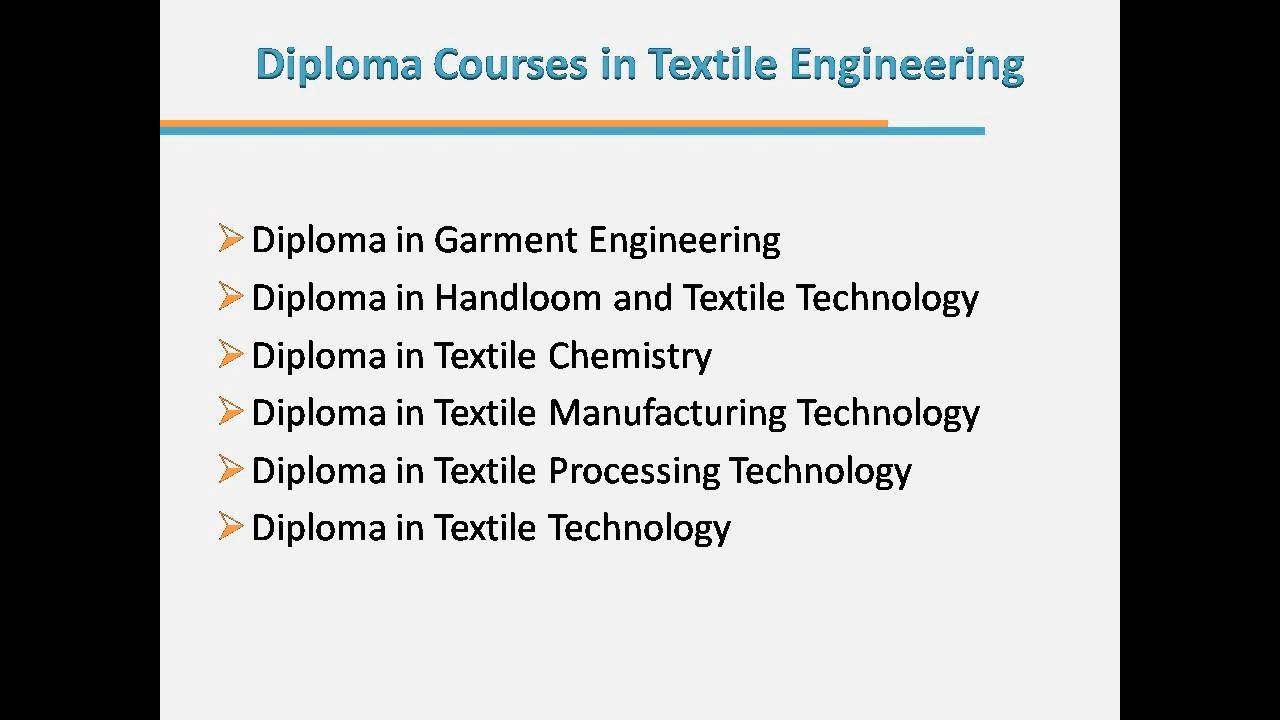 Diploma Courses in Textile Engineering
Diploma in Garment Engineering
Diploma in Handloom and Textile Technology
Diploma in Textile Chemistry
Diploma in Textile Manufacturing Technology
Diploma in Textile Processing Technology
Diploma in Textile Technology